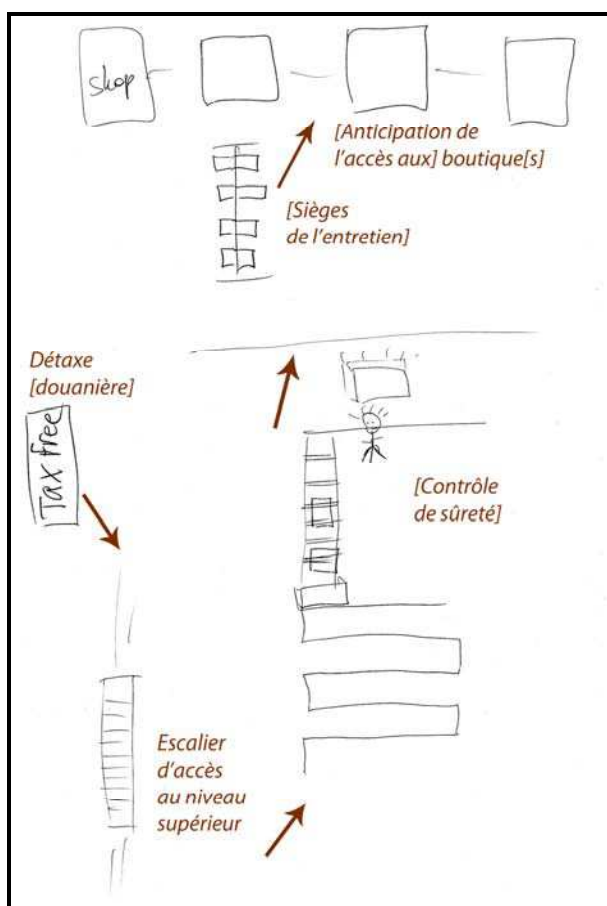 shop
[Anticipation de
l'accès aux] boutique[s]
[Sièges
de l'entretien]
Détaxe
[douanière]
Tax free
[Contrôle
de sûreté]
Escalier
d'accès
au niveau
supérieur